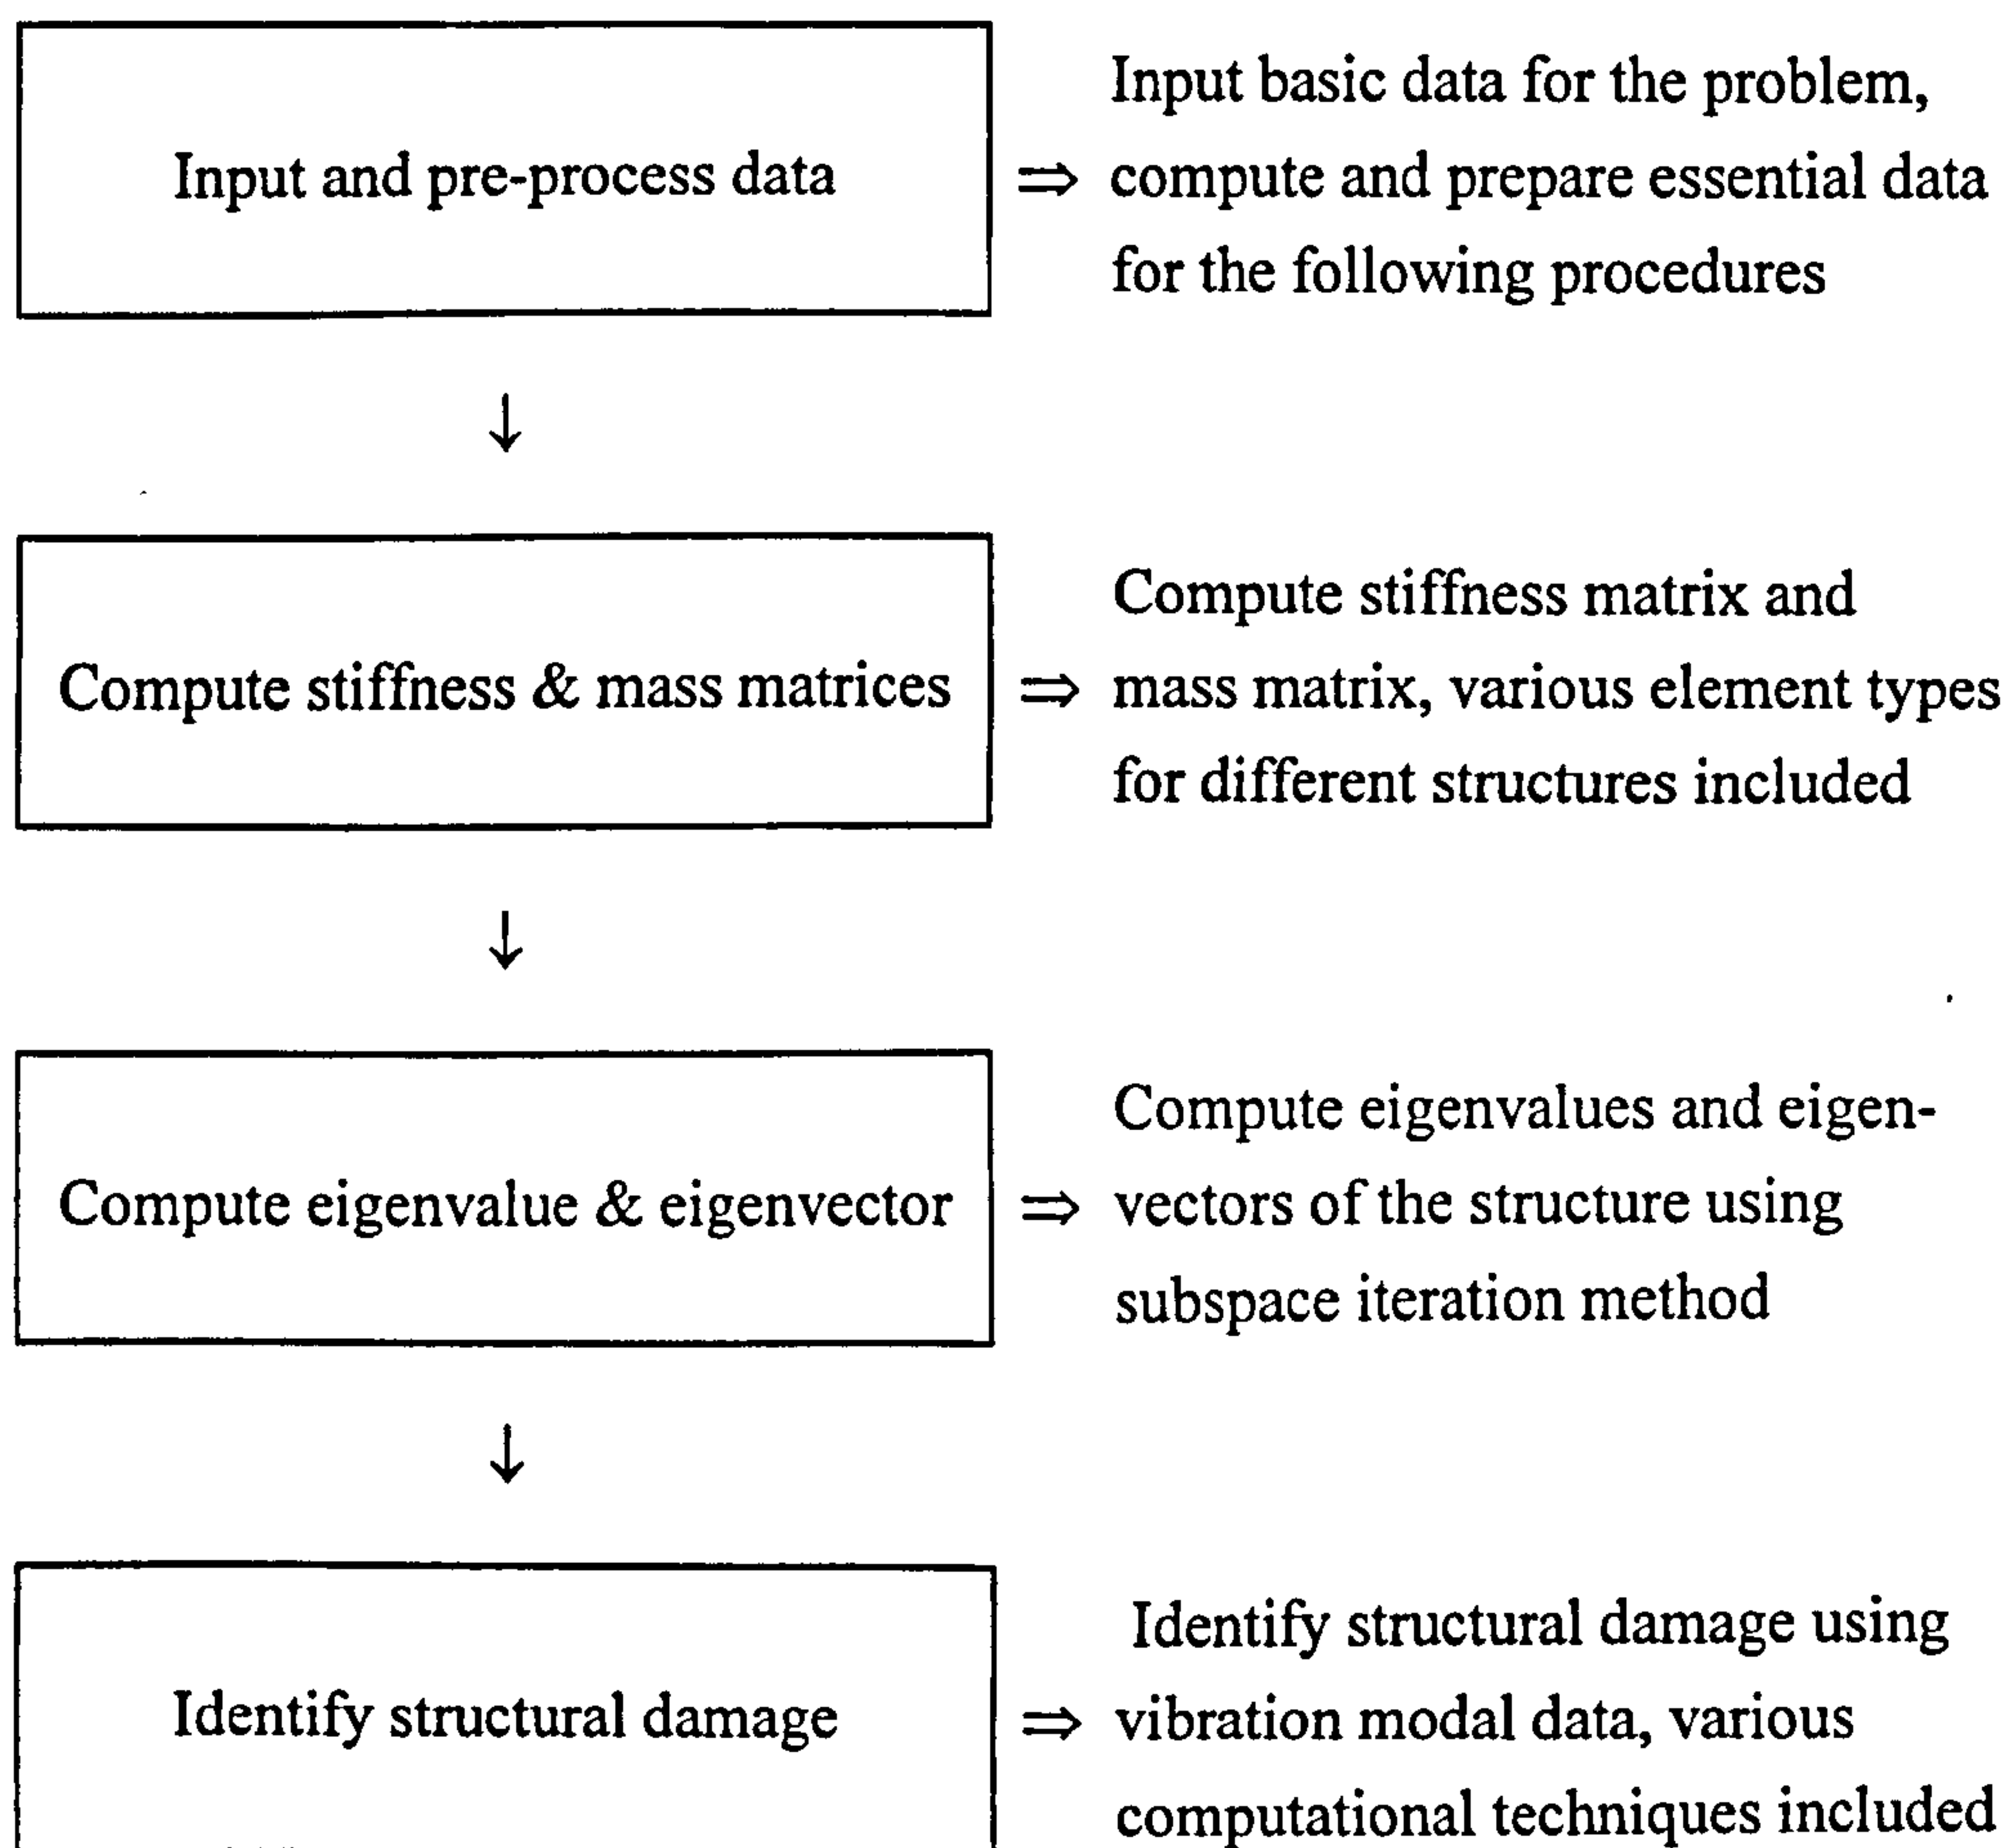 Input and pre-process data
⇒
Input basic data for the problem,
compute and prepare essential data
for the following procedures
↓
Compute stiffness & mass matrices
⇒
Compute stiffness matrix and
mass matrix, various element types
for different structures included
↓
Compute eigenvalue & eigenvector
⇒
Compute eigenvalues and eigen-
vectors of the structure using
subspace iteration method
↓
Identify structural damage
⇒
Identify structural damage using
vibration modal data, various
computational techniques included